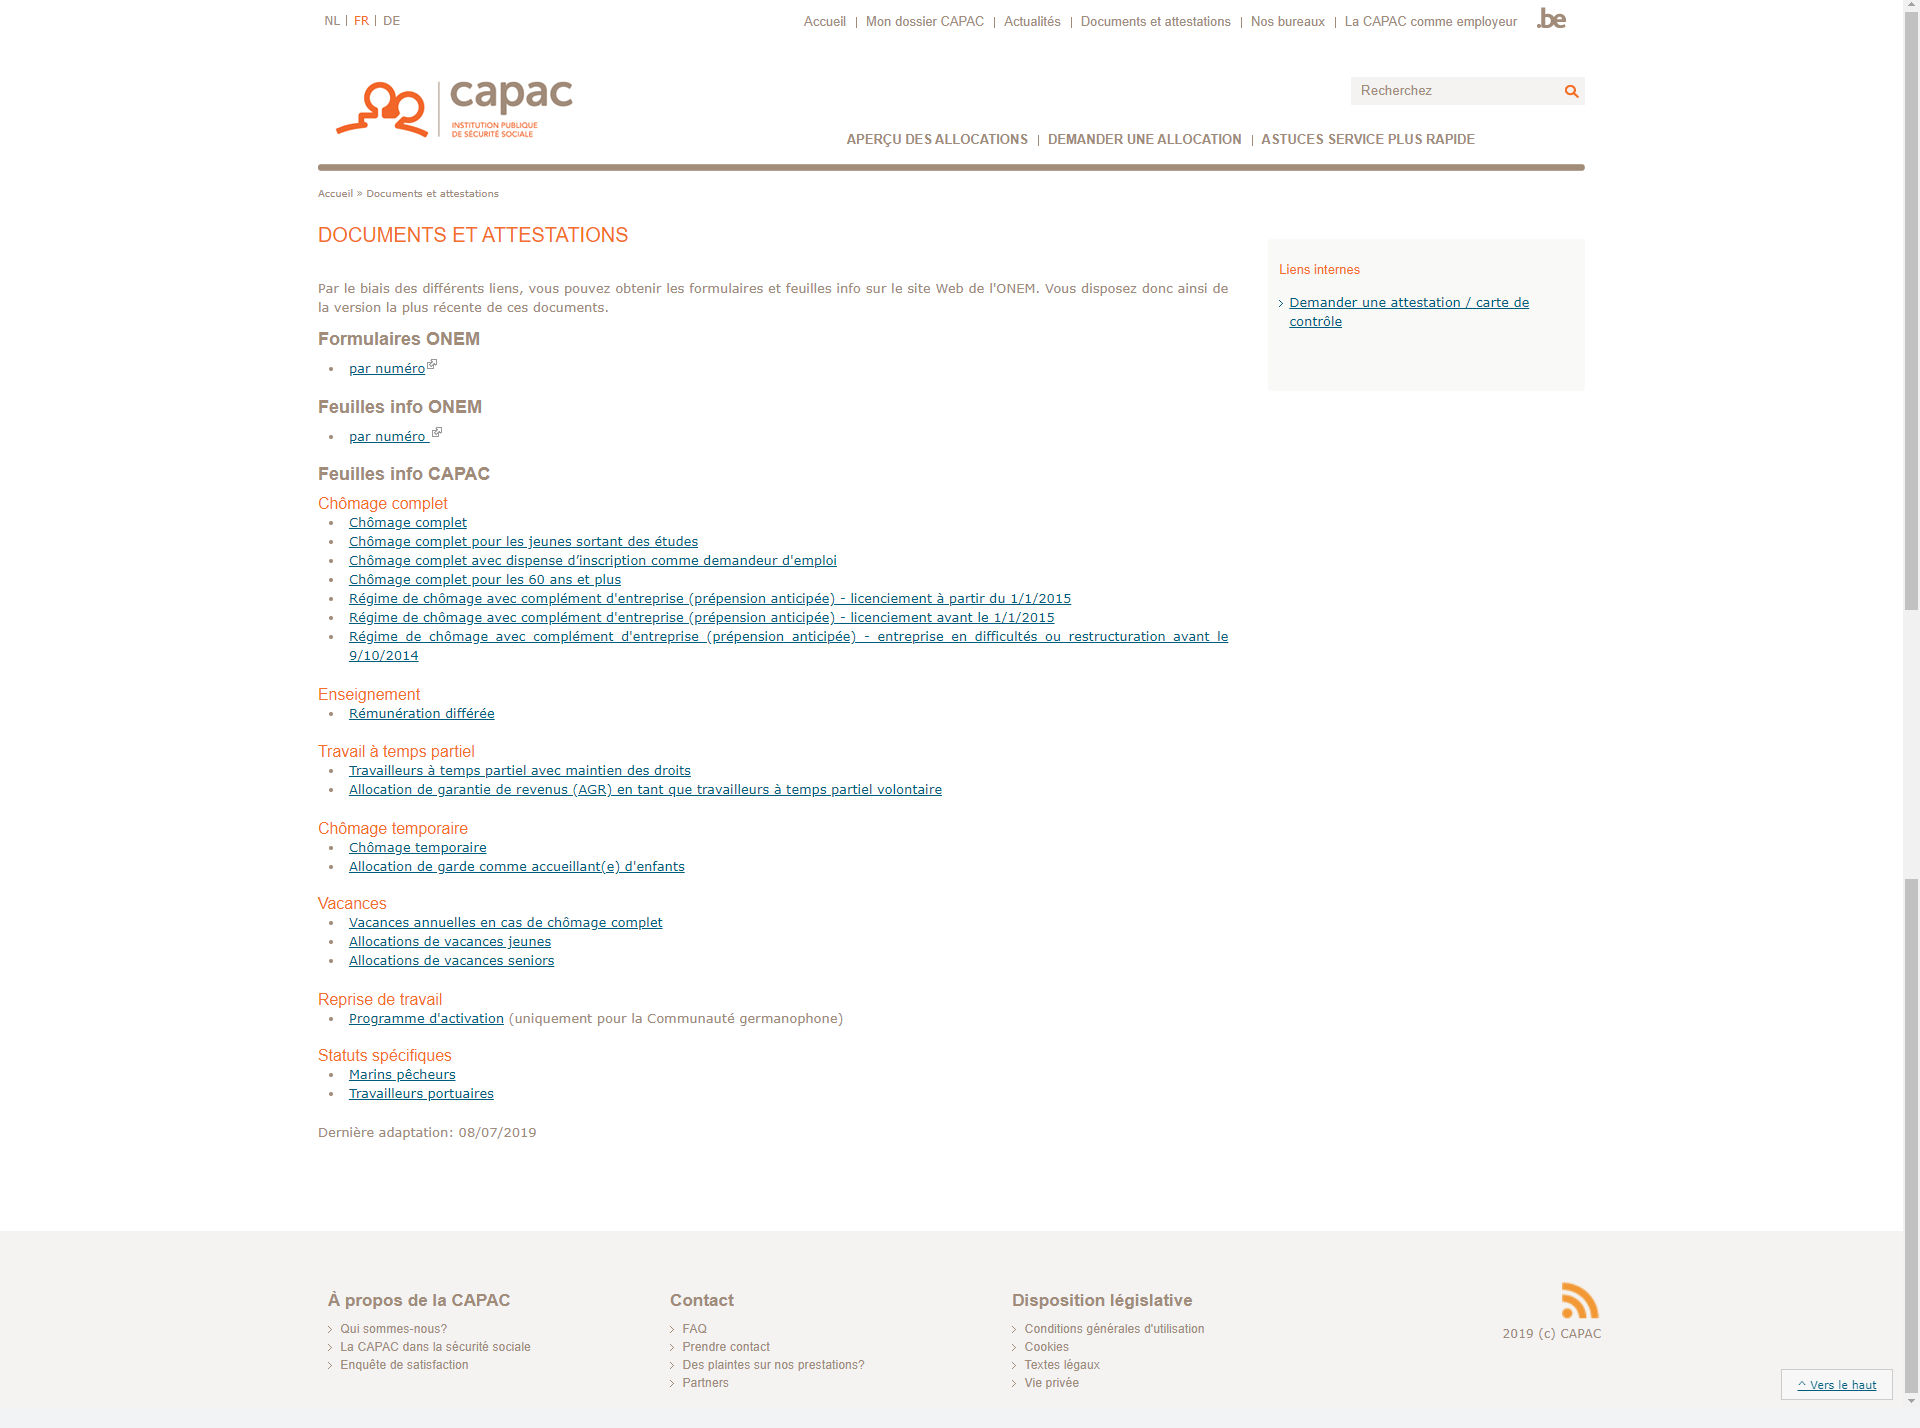 NL | FR | DE
Accueil | Mon dossier CAPAC | Actualités | Documents et attestations | Nos bureaux | La CAPAC comme employeur
.be
capac
INSTITUTION PUBLIQUE
DE SÉCURITÉ SOCIALE
Recherchez
APERÇU DES ALLOCATIONS | DEMANDER UNE ALLOCATION | ASTUCES SERVICE PLUS RAPIDE
Accueil » Documents et attestations
DOCUMENTS ET ATTESTATIONS
Par le biais des différents liens, vous pouvez obtenir les formulaires et feuilles info sur le site Web de l'ONEM. Vous disposez donc ainsi de
la version la plus récente de ces documents.
Formulaires ONEM
• par numéro
Feuilles info ONEM
• par numéro
Feuilles info CAPAC
Chômage complet
• Chômage complet
• Chômage complet pour les jeunes sortant des études
• Chômage complet avec dispense d’inscription comme demandeur d'emploi
• Chômage complet pour les 60 ans et plus
• Régime de chômage avec complément d'entreprise (prépension anticipée) - licenciement à partir du 1/1/2015
• Régime de chômage avec complément d'entreprise (prépension anticipée) - licenciement avant le 1/1/2015
• Régime de chômage avec complément d'entreprise (prépension anticipée) - entreprise en difficultés ou restructuration avant le
9/10/2014
Enseignement
• Rémunération différée
Travail à temps partiel
• Travailleurs à temps partiel avec maintien des droits
• Allocation de garantie de revenus (AGR) en tant que travailleurs à temps partiel volontaire
Chômage temporaire
• Chômage temporaire
• Allocation de garde comme accueillant(e) d'enfants
Vacances
• Vacances annuelles en cas de chômage complet
• Allocations de vacances jeunes
• Allocations de vacances seniors
Reprise de travail
• Programme d'activation (uniquement pour la Communauté germanophone)
Statuts spécifiques
• Marins pêcheurs
• Travailleurs portuaires
Dernière adaptation: 08/07/2019
Liens internes
Demander une attestation / carte de
contrôle
À propos de la CAPAC
Qui sommes-nous?
La CAPAC dans la sécurité sociale
Enquête de satisfaction
Contact
FAQ
Prendre contact
Des plaintes sur nos prestations?
Partners
Disposition législative
Conditions générales d'utilisation
Cookies
Textes légaux
Vie privée
2019 (c) CAPAC
^ Vers le haut